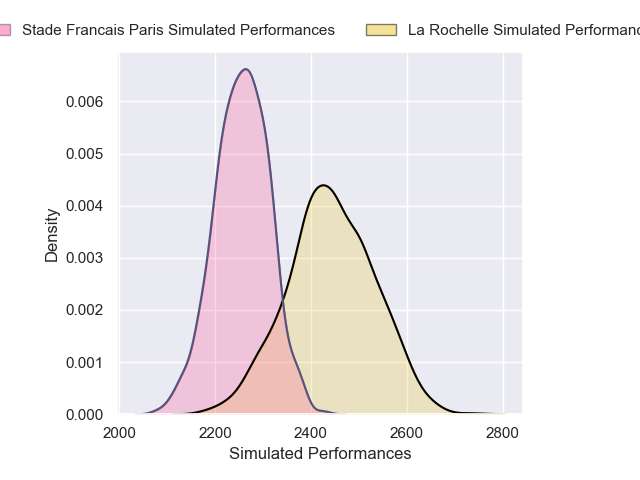 Stade Francais Paris Simulated Performances La Rochelle Simulated
0.006
0.005
0.004
0.003
0.002
0.001
0.000
Density
2000 2200 2400 2600 2800
Simulated Performances